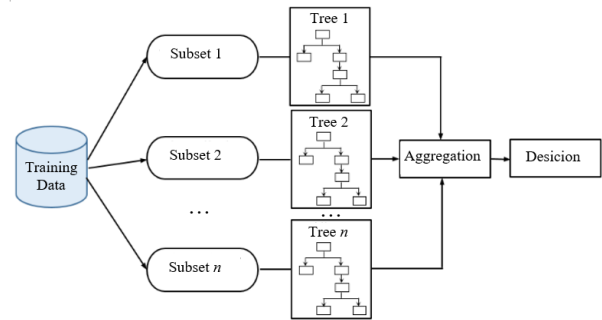 Tree 1
Subset 1
Tree 2
Subset 2
Training
Data
Aggregation
Desicion
...
...
Tree n
Subset n